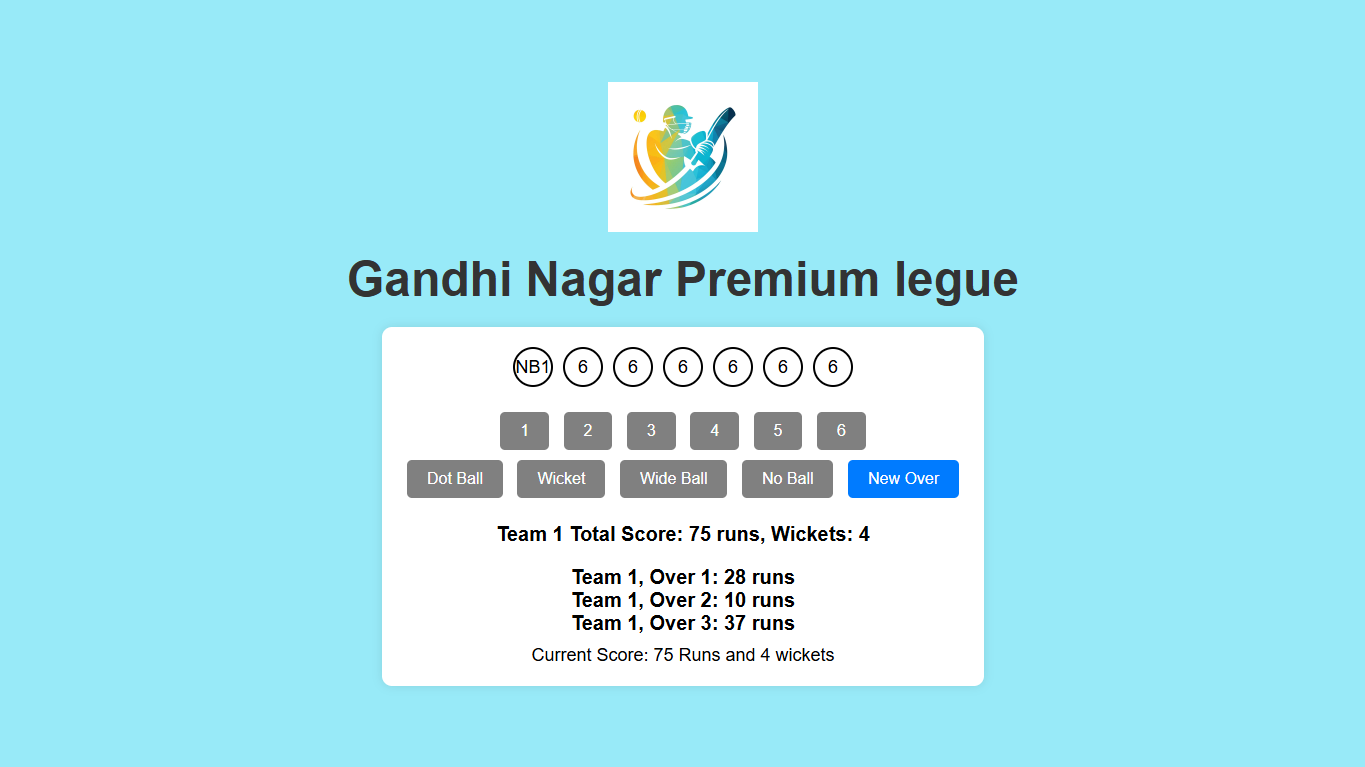 Gandhi Nagar Premium legue
NB1 6 6 6 6 6 6
1 2 3 4 5 6
Dot Ball Wicket Wide Ball No Ball New Over
Team 1 Total Score: 75 runs, Wickets: 4
Team 1, Over 1: 28 runs
Team 1, Over 2: 10 runs
Team 1, Over 3: 37 runs
Current Score: 75 Runs and 4 wickets